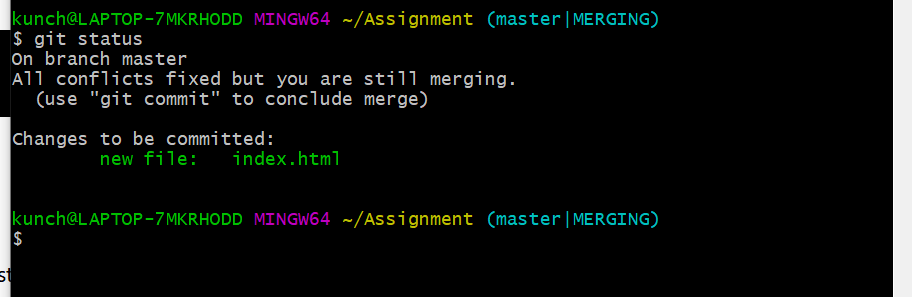 kunch@LAPTOP-7MKRHODD MINGW64 ~/Assignment (master|MERGING)
$ git status
On branch master
All conflicts fixed but you are still merging.
  (use "git commit" to conclude merge)

Changes to be committed:
        new file:   index.html

kunch@LAPTOP-7MKRHODD MINGW64 ~/Assignment (master|MERGING)
$
st